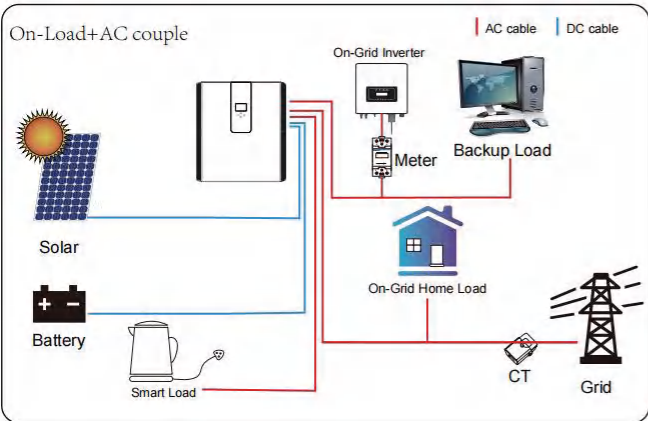 On-Load+AC couple
AC cable
DC cable
On-Grid Inverter
Meter
Backup Load
Solar
On-Grid Home Load
Battery
Smart Load
CT
Grid